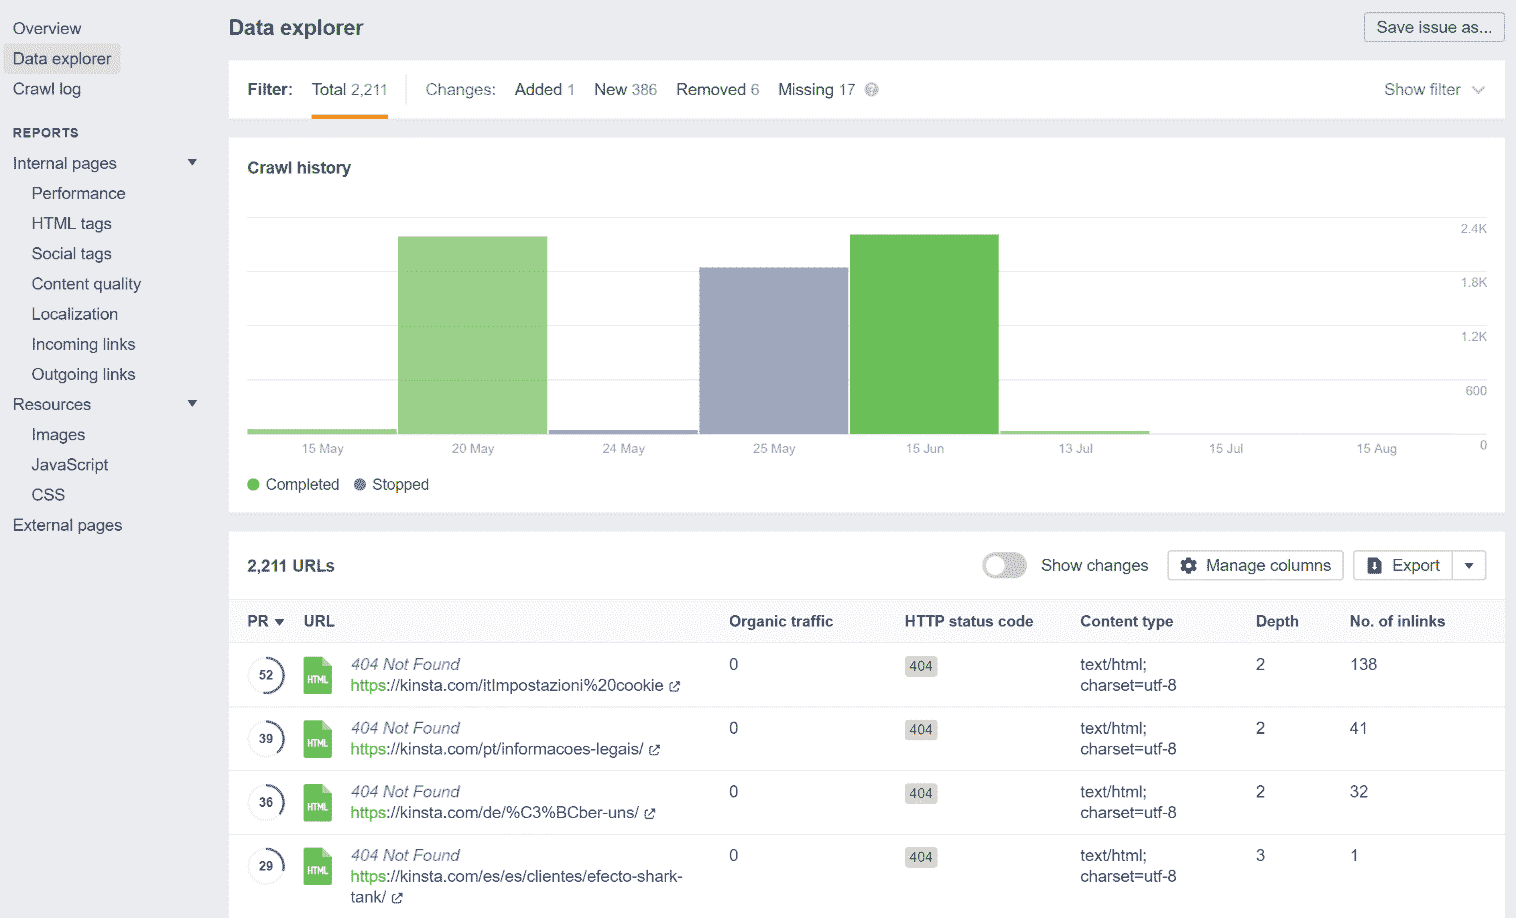 Overview
Data explorer
Crawl log
REPORTS
Internal pages
Performance
HTML tags
Social tags
Content quality
Localization
Incoming links
Outgoing links
Resources
Images
JavaScript
CSS
External pages
Data explorer
Save issue as...
Filter: Total 2,211 Changes: Added 1 New 386 Removed 6 Missing 17 ?
Show filter
Crawl history
2.4K
1.8K
1.2K
600
0
15 May 20 May 24 May 25 May 15 Jun 13 Jul 15 Jul 15 Aug
Completed Stopped
2,211 URLs
Show changes Manage columns Export
PR URL Organic traffic HTTP status code Content type Depth No. of inlinks
52 HTML 404 Not Found 0 404 text/html; 2 138
https://kinsta.com/itImpostazioni%20cookie charset=utf-8
39 HTML 404 Not Found 0 404 text/html; 2 41
https://kinsta.com/pt/informacoes-legais/ charset=utf-8
36 HTML 404 Not Found 0 404 text/html; 2 32
https://kinsta.com/de/%C3%BCber-uns/ charset=utf-8
29 HTML 404 Not Found 0 404 text/html; 3 1
https://kinsta.com/es/es/clientes/efecto-shark- charset=utf-8
tank/